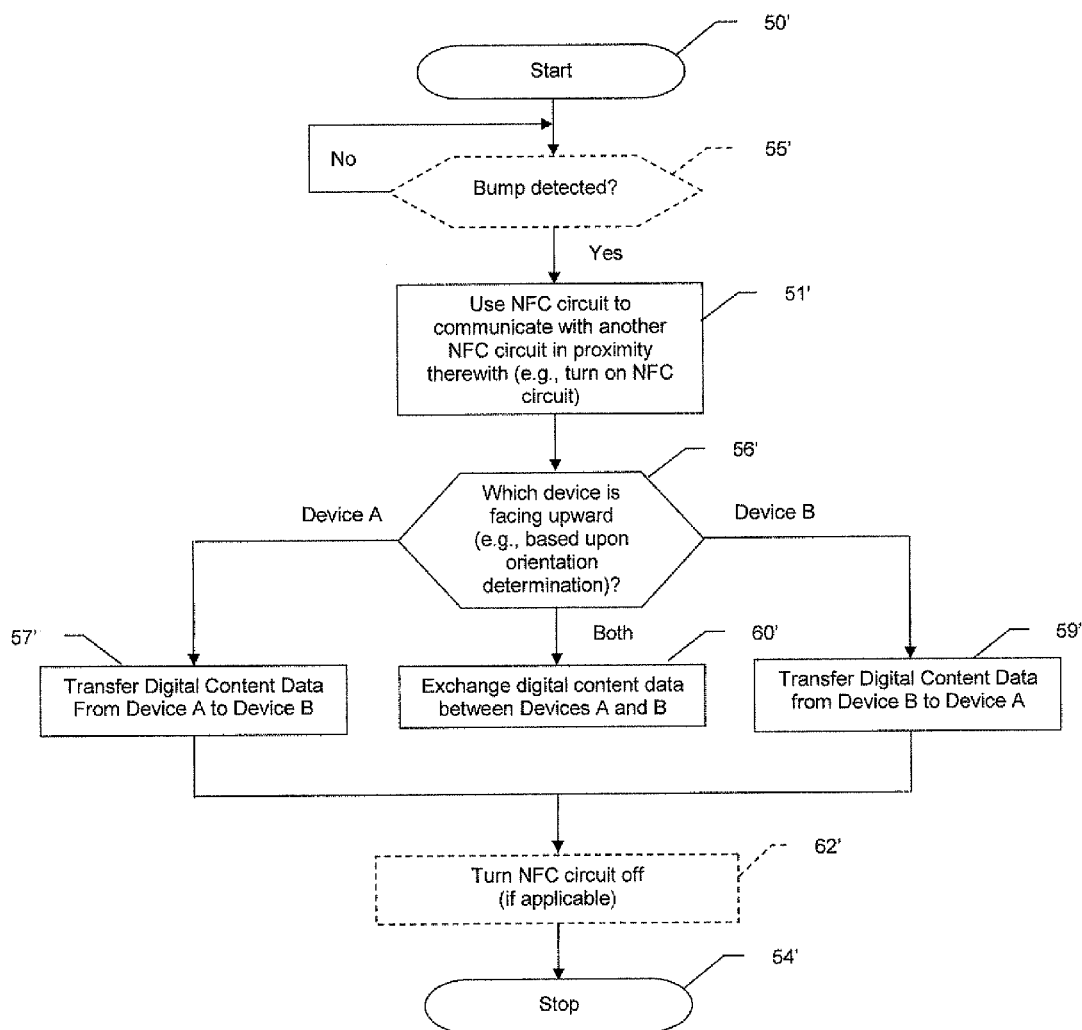 50'
Start
No
55'
Bump detected?
Yes
51'
Use NFC circuit to
communicate with another
NFC circuit in proximity
therewith (e.g., turn on NFC
circuit)
56'
Device A
Which device is
facing upward
(e.g., based upon
orientation
determination)?
Device B
57'
Both
60'
59'
Transfer Digital Content Data
From Device A to Device B
Exchange digital content data
between Devices A and B
Transfer Digital Content Data
from Device B to Device A
62'
Turn NFC circuit off
(if applicable)
54'
Stop